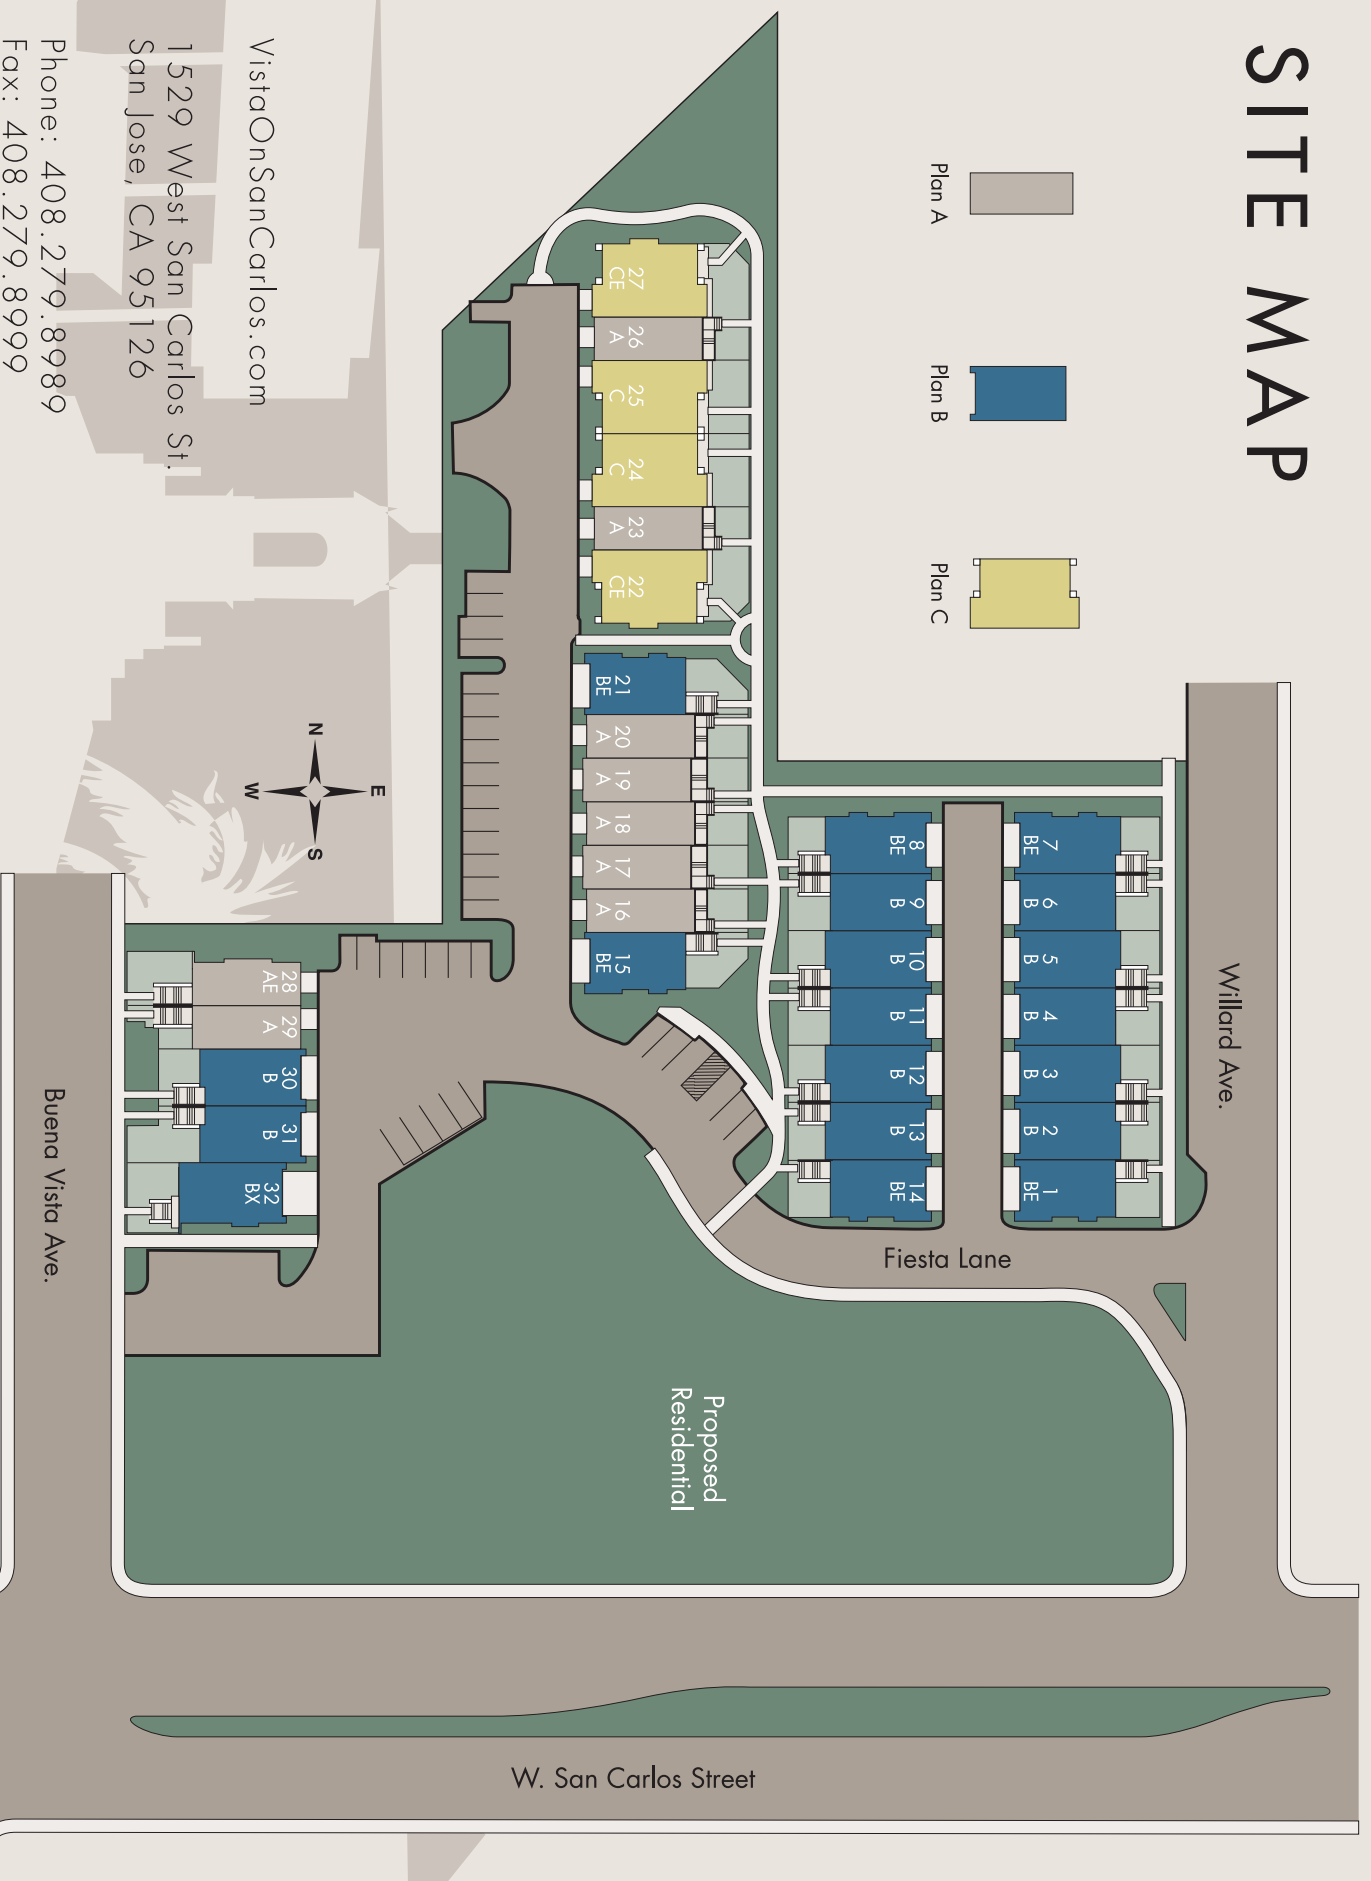 SITE MAP
Plan A
Plan B
Plan C
VistaOnSanCarlos.com
1529 West San Carlos St.
San Jose, CA 95126
Phone: 408.279.8989
Fax: 408.279.8999
N
E
S
W
Willard Ave.
Buena Vista Ave.
Fiesta Lane
W. San Carlos Street
Proposed
Residential
1
BE
2
B
3
B
4
B
5
B
6
B
7
BE
8
BE
9
B
10
B
11
B
12
B
13
B
14
BE
15
BE
16
A
17
A
18
A
19
A
20
A
21
BE
22
CE
23
A
24
C
25
C
26
A
27
CE
28
AE
29
A
30
B
31
B
32
BX